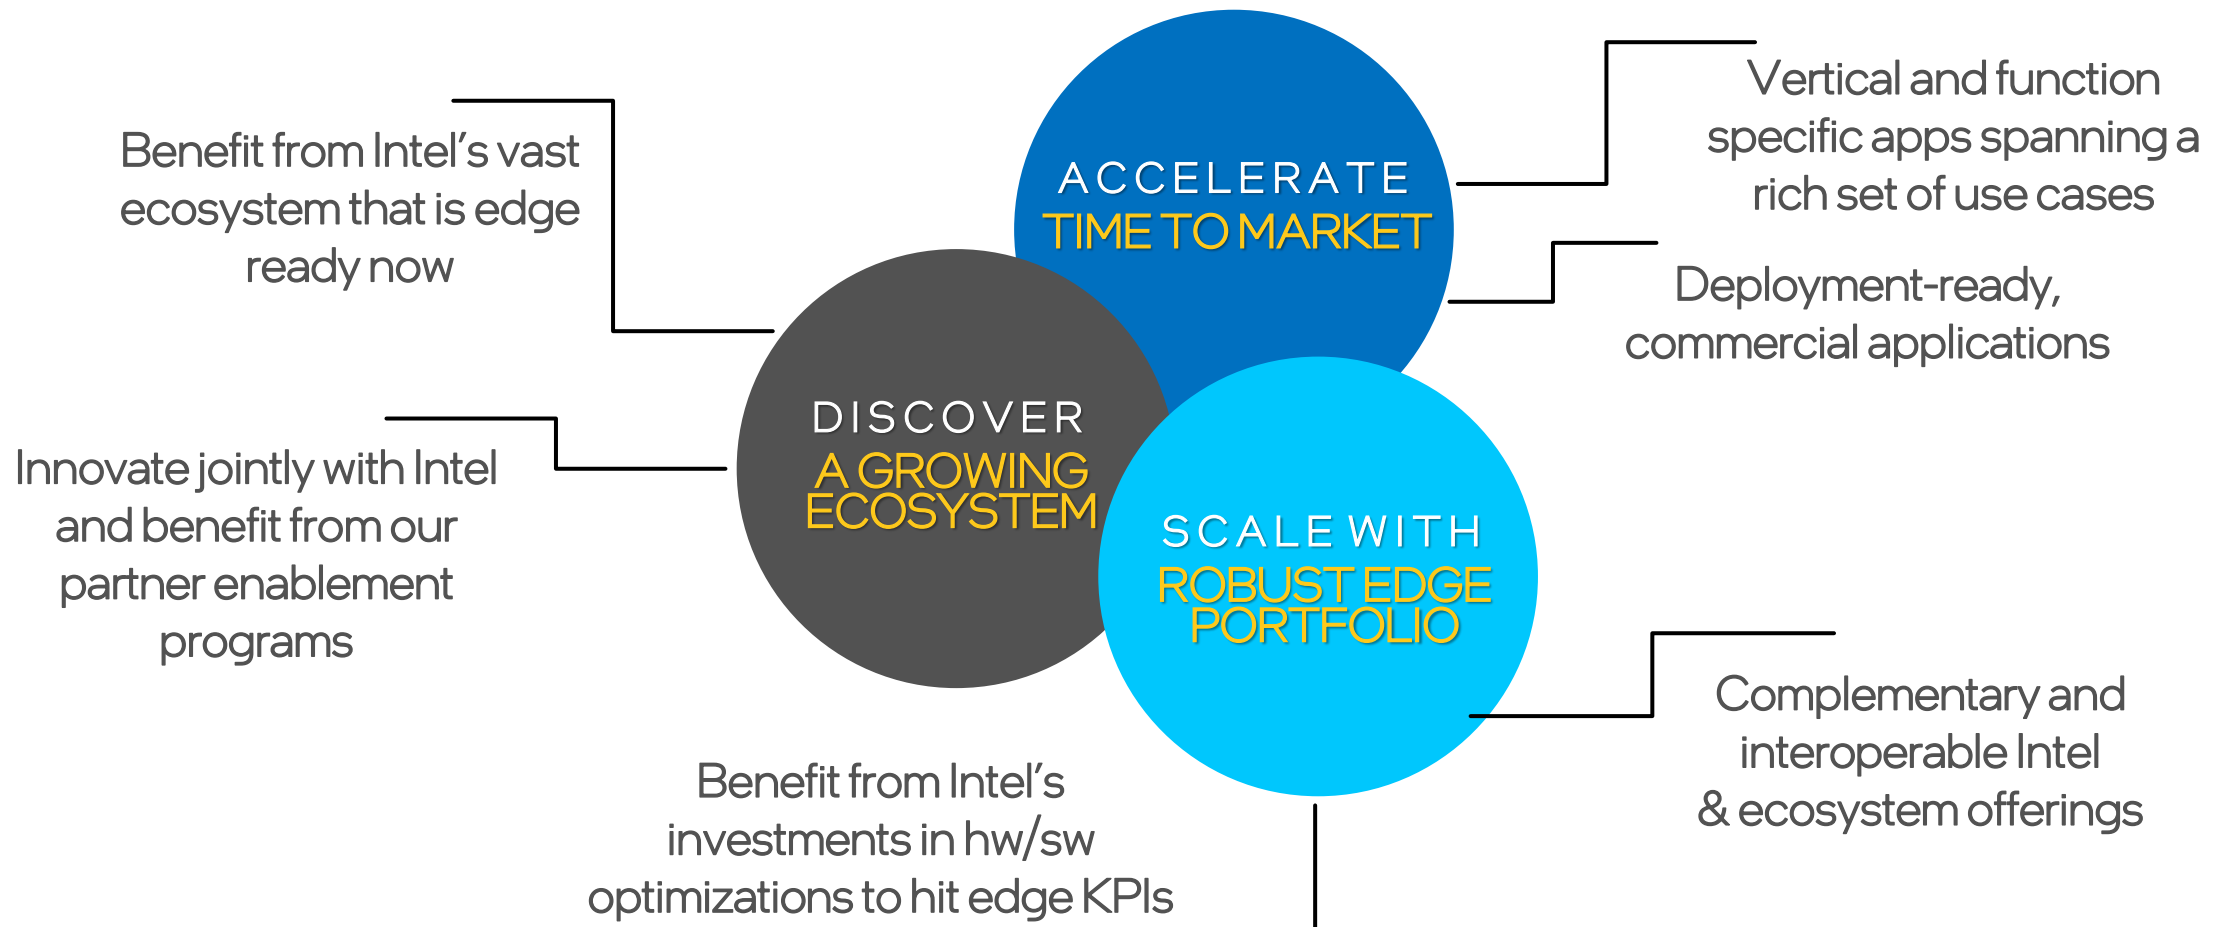 Benefit from Intel’s vast
ecosystem that is edge
ready now
Innovate jointly with Intel
and benefit from our
partner enablement
programs
DISCOVER
A GROWING
ECOSYSTEM
ACCELERATE
TIME TO MARKET
Vertical and function
specific apps spanning a
rich set of use cases
Deployment-ready,
commercial applications
SCALE WITH
ROBUST EDGE
PORTFOLIO
Complementary and
interoperable Intel
& ecosystem offerings
Benefit from Intel’s
investments in hw/sw
optimizations to hit edge KPIs